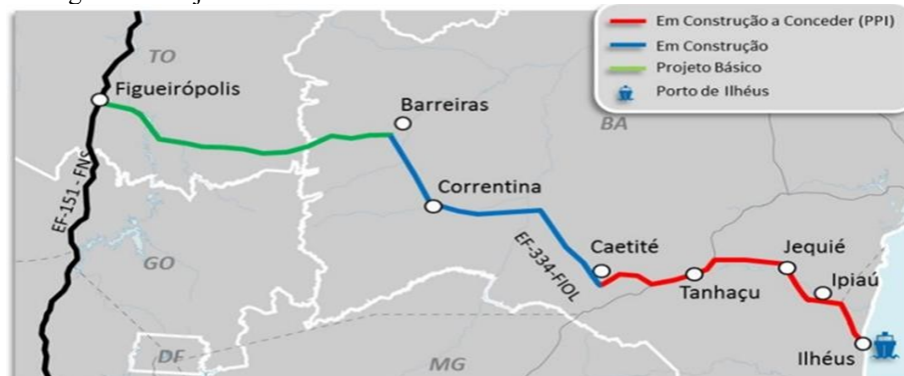 Em Construção a Conceder (PPI)
Em Construção
Projeto Básico
Porto de Ilhéus
TO
Figueirópolis
Barreiras
BA
EF-151 - FNS
Correntina
GO
EF-334-FIOL
Caetité
Jequié
Ipiaú
Tanhaçu
DF
MG
Ilhéus